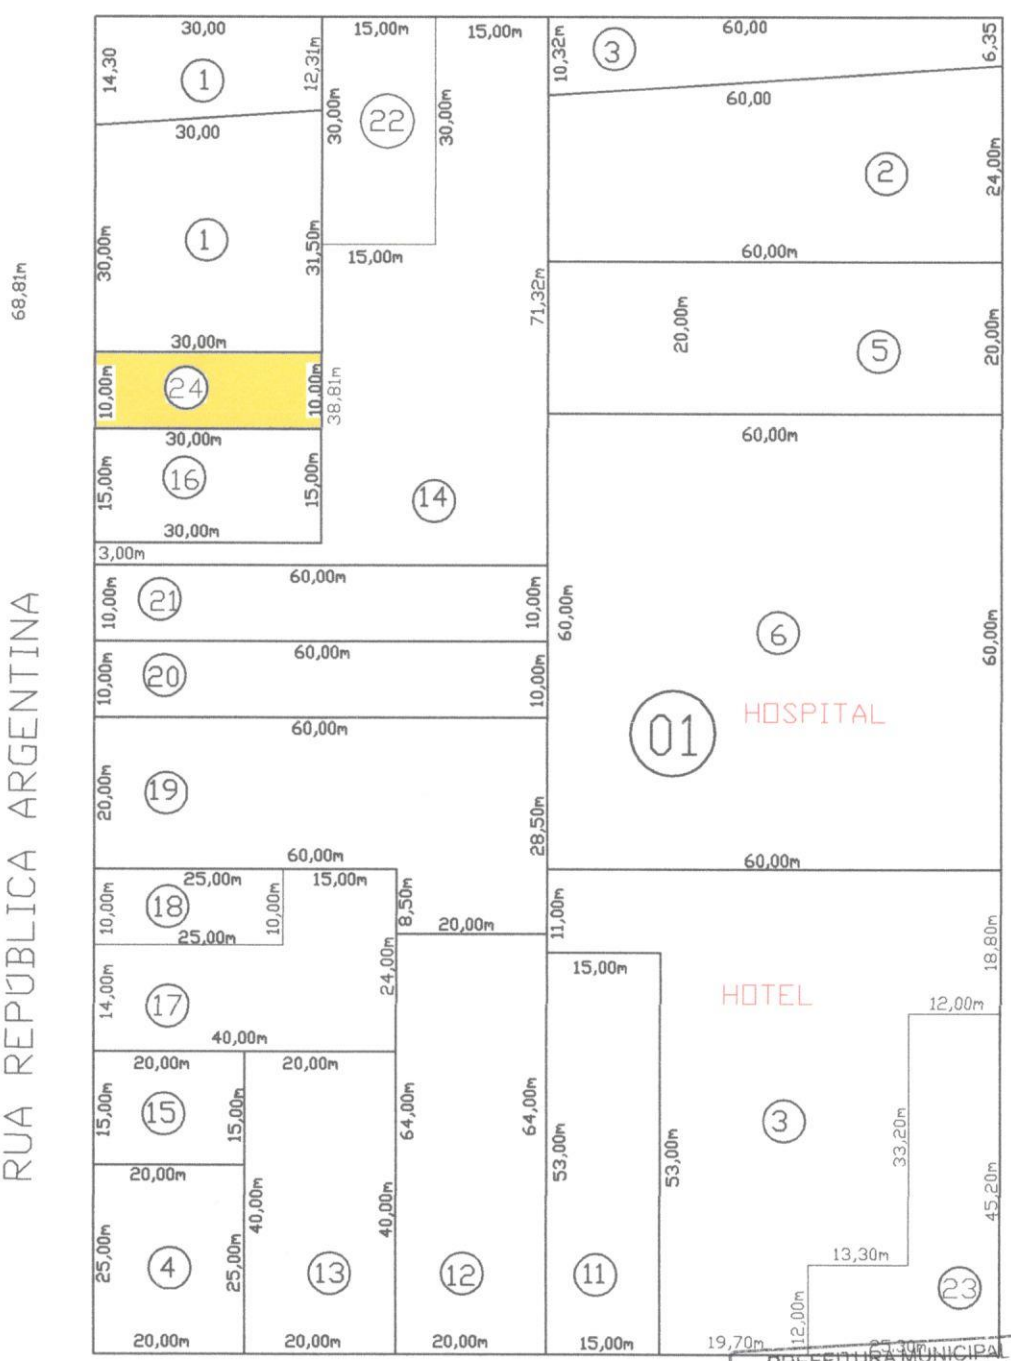 30,00
14,30
1
12,31m
30,00
15,00m
15,00m
30,00m
22
30,00m
15,00m
60,00
10,32m
3
6,35
60,00
2
24,00m
60,00m
68,81m
30,00m
1
31,50m
30,00m
71,32m
20,00m
5
20,00m
60,00m
10,00m
24
10,00m
38,81m
30,00m
15,00m
16
15,00m
30,00m
14
3,00m
60,00m
10,00m
21
10,00m
60,00m
10,00m
20
10,00m
60,00m
20,00m
19
28,50m
60,00m
60,00m
6
60,00m
HOSPITAL
01
60,00m
RUA REPÚBLICA ARGENTINA
25,00m
15,00m
10,00m
18
10,00m
25,00m
8,50m
20,00m
24,00m
14,00m
17
40,00m
11,00m
15,00m
HOTEL
18,80m
12,00m
20,00m
20,00m
15,00m
15
15,00m
20,00m
64,00m
64,00m
53,00m
53,00m
3
33,20m
45,20m
25,00m
4
25,00m
40,00m
13
40,00m
12
11
13,30m
12,00m
23
20,00m
20,00m
20,00m
15,00m
19,70m
25,30m
PREFEITURA MUNICIPAL